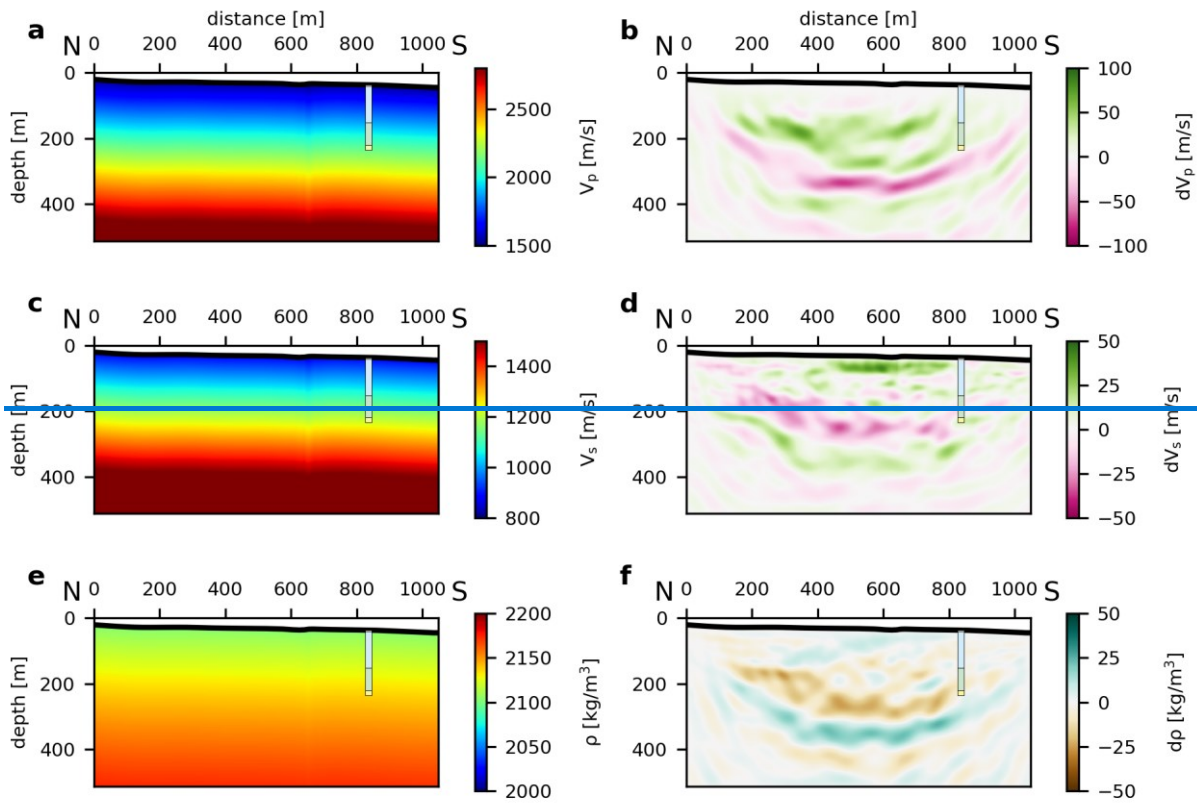 distance [m] distance [m]
a b
N 0 200 400 600 800 1000 S N 0 200 400 600 800 1000 S
0 0 100
2500 50
depth [m] 200 Vp [m/s] 200 0 dVp [m/s]
2000 −50
400 400
1500 −100
c d
N 0 200 400 600 800 1000 S N 0 200 400 600 800 1000 S
0 0 50
1400 25
depth [m] 200 1200 Vs [m/s] 200 0 dVs [m/s]
400 1000 400 −25
800 −50
e f
N 0 200 400 600 800 1000 S N 0 200 400 600 800 1000 S
0 2200 0 50
2150 25
depth [m] 200 2100 ρ [kg/m³] 200 0 dρ [kg/m³]
400 2050 400 −25
2000 −50